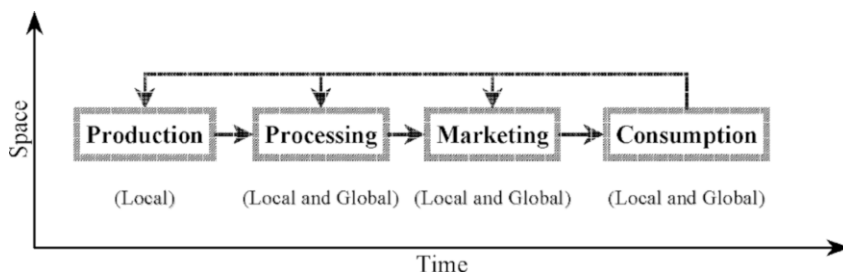 Space
Production Processing Marketing Consumption
(Local) (Local and Global) (Local and Global) (Local and Global)
Time